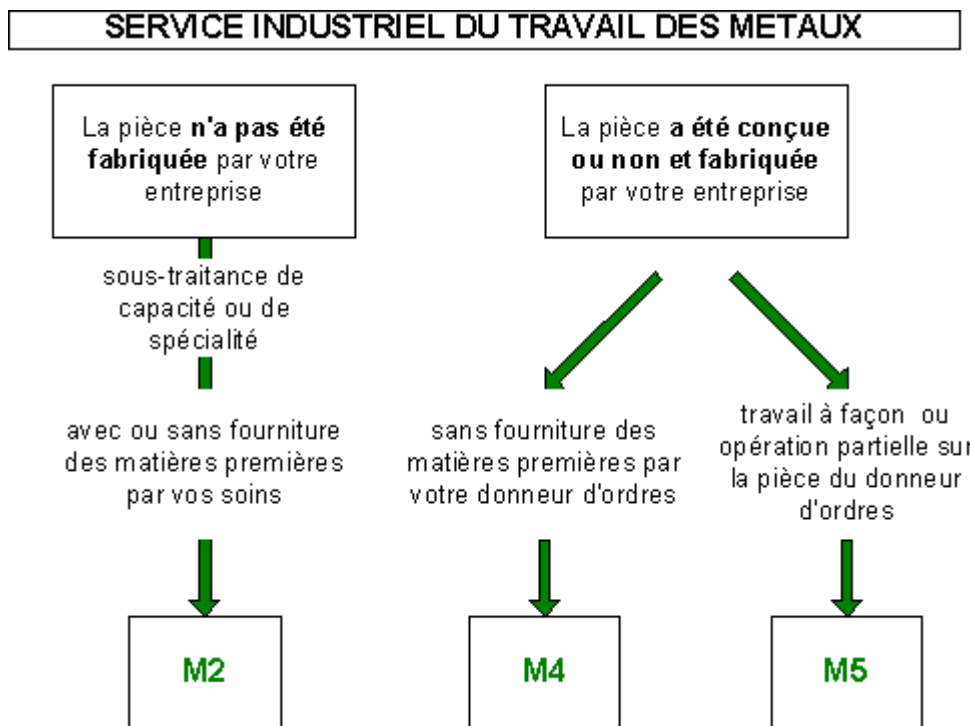 SERVICE INDUSTRIEL DU TRAVAIL DES METAUX
La pièce n'a pas été
fabriquée par votre
entreprise
La pièce a été conçue
ou non et fabriquée
par votre entreprise
sous-traitance de
capacité ou de
spécialité
avec ou sans fourniture
des matières premières
par vos soins
sans fourniture des
matières premières par
votre donneur d'ordres
travail à façon ou
opération partielle sur
la pièce du donneur
d'ordres
M2
M4
M5